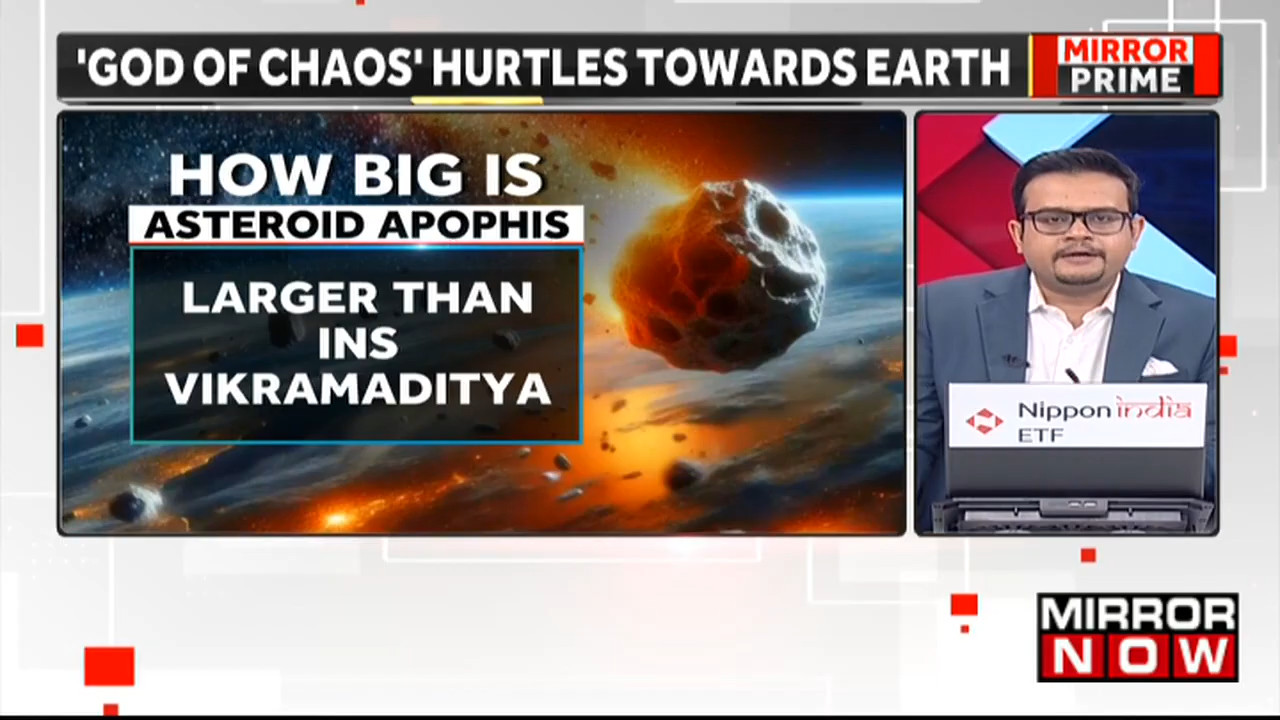 'GOD OF CHAOS' HURTLES TOWARDS EARTH
MIRROR
PRIME
HOW BIG IS
ASTEROID APOPHIS
LARGER THAN
INS
VIKRAMADITYA
Nippon india
ETF
MIRROR
NOW